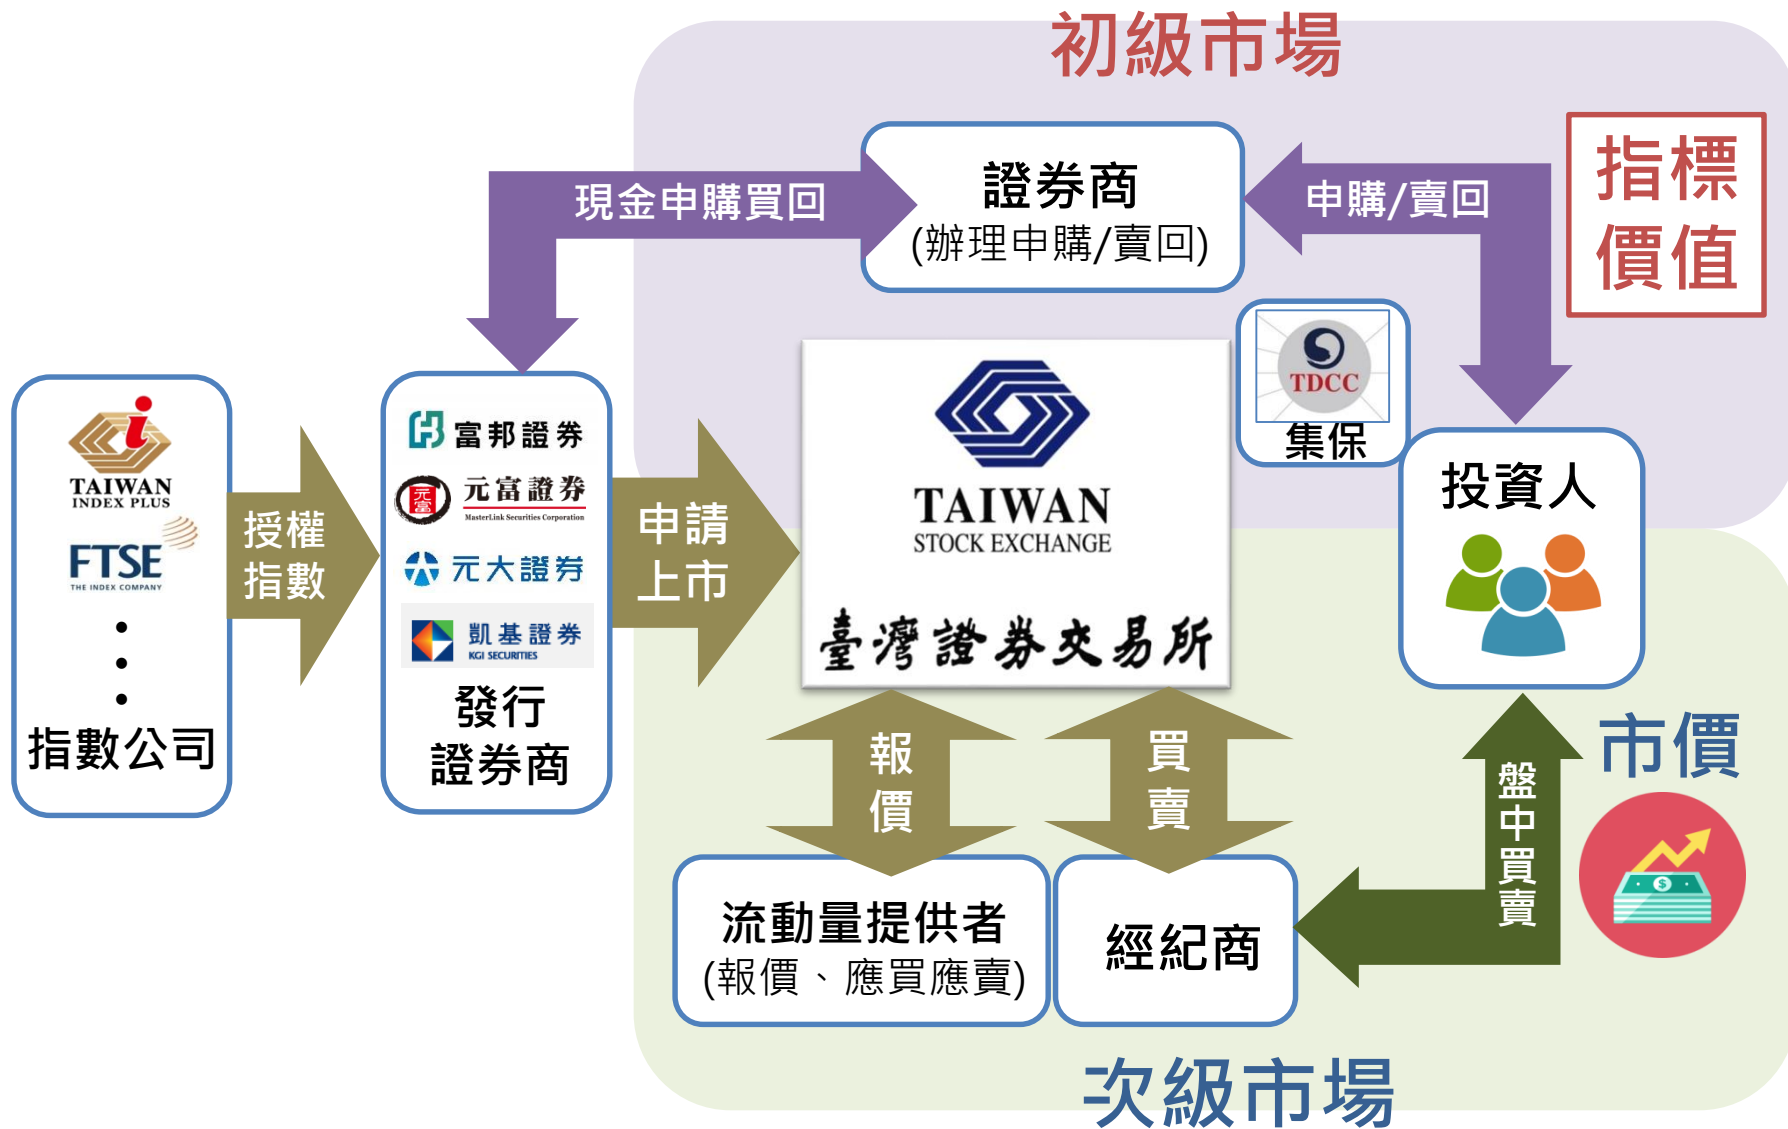 初級市場
指標
價值
證券商
(辦理申購/賣回)
現金申購買回
申購/賣回
TDCC
集保
TAIWAN
INDEX PLUS
FTSE
THE INDEX COMPANY
指數公司
授權
指數
富邦證券
元富
元富證券
MasterLink Securities Corporation
元大證券
凱基證券
KGI SECURITIES
發行
證券商
申請
上市
TAIWAN
STOCK EXCHANGE
臺灣證券交易所
投資人
報
價
買
賣
盤
中
買
賣
市價
$
流動量提供者
(報價、應買應賣)
經紀商
次級市場